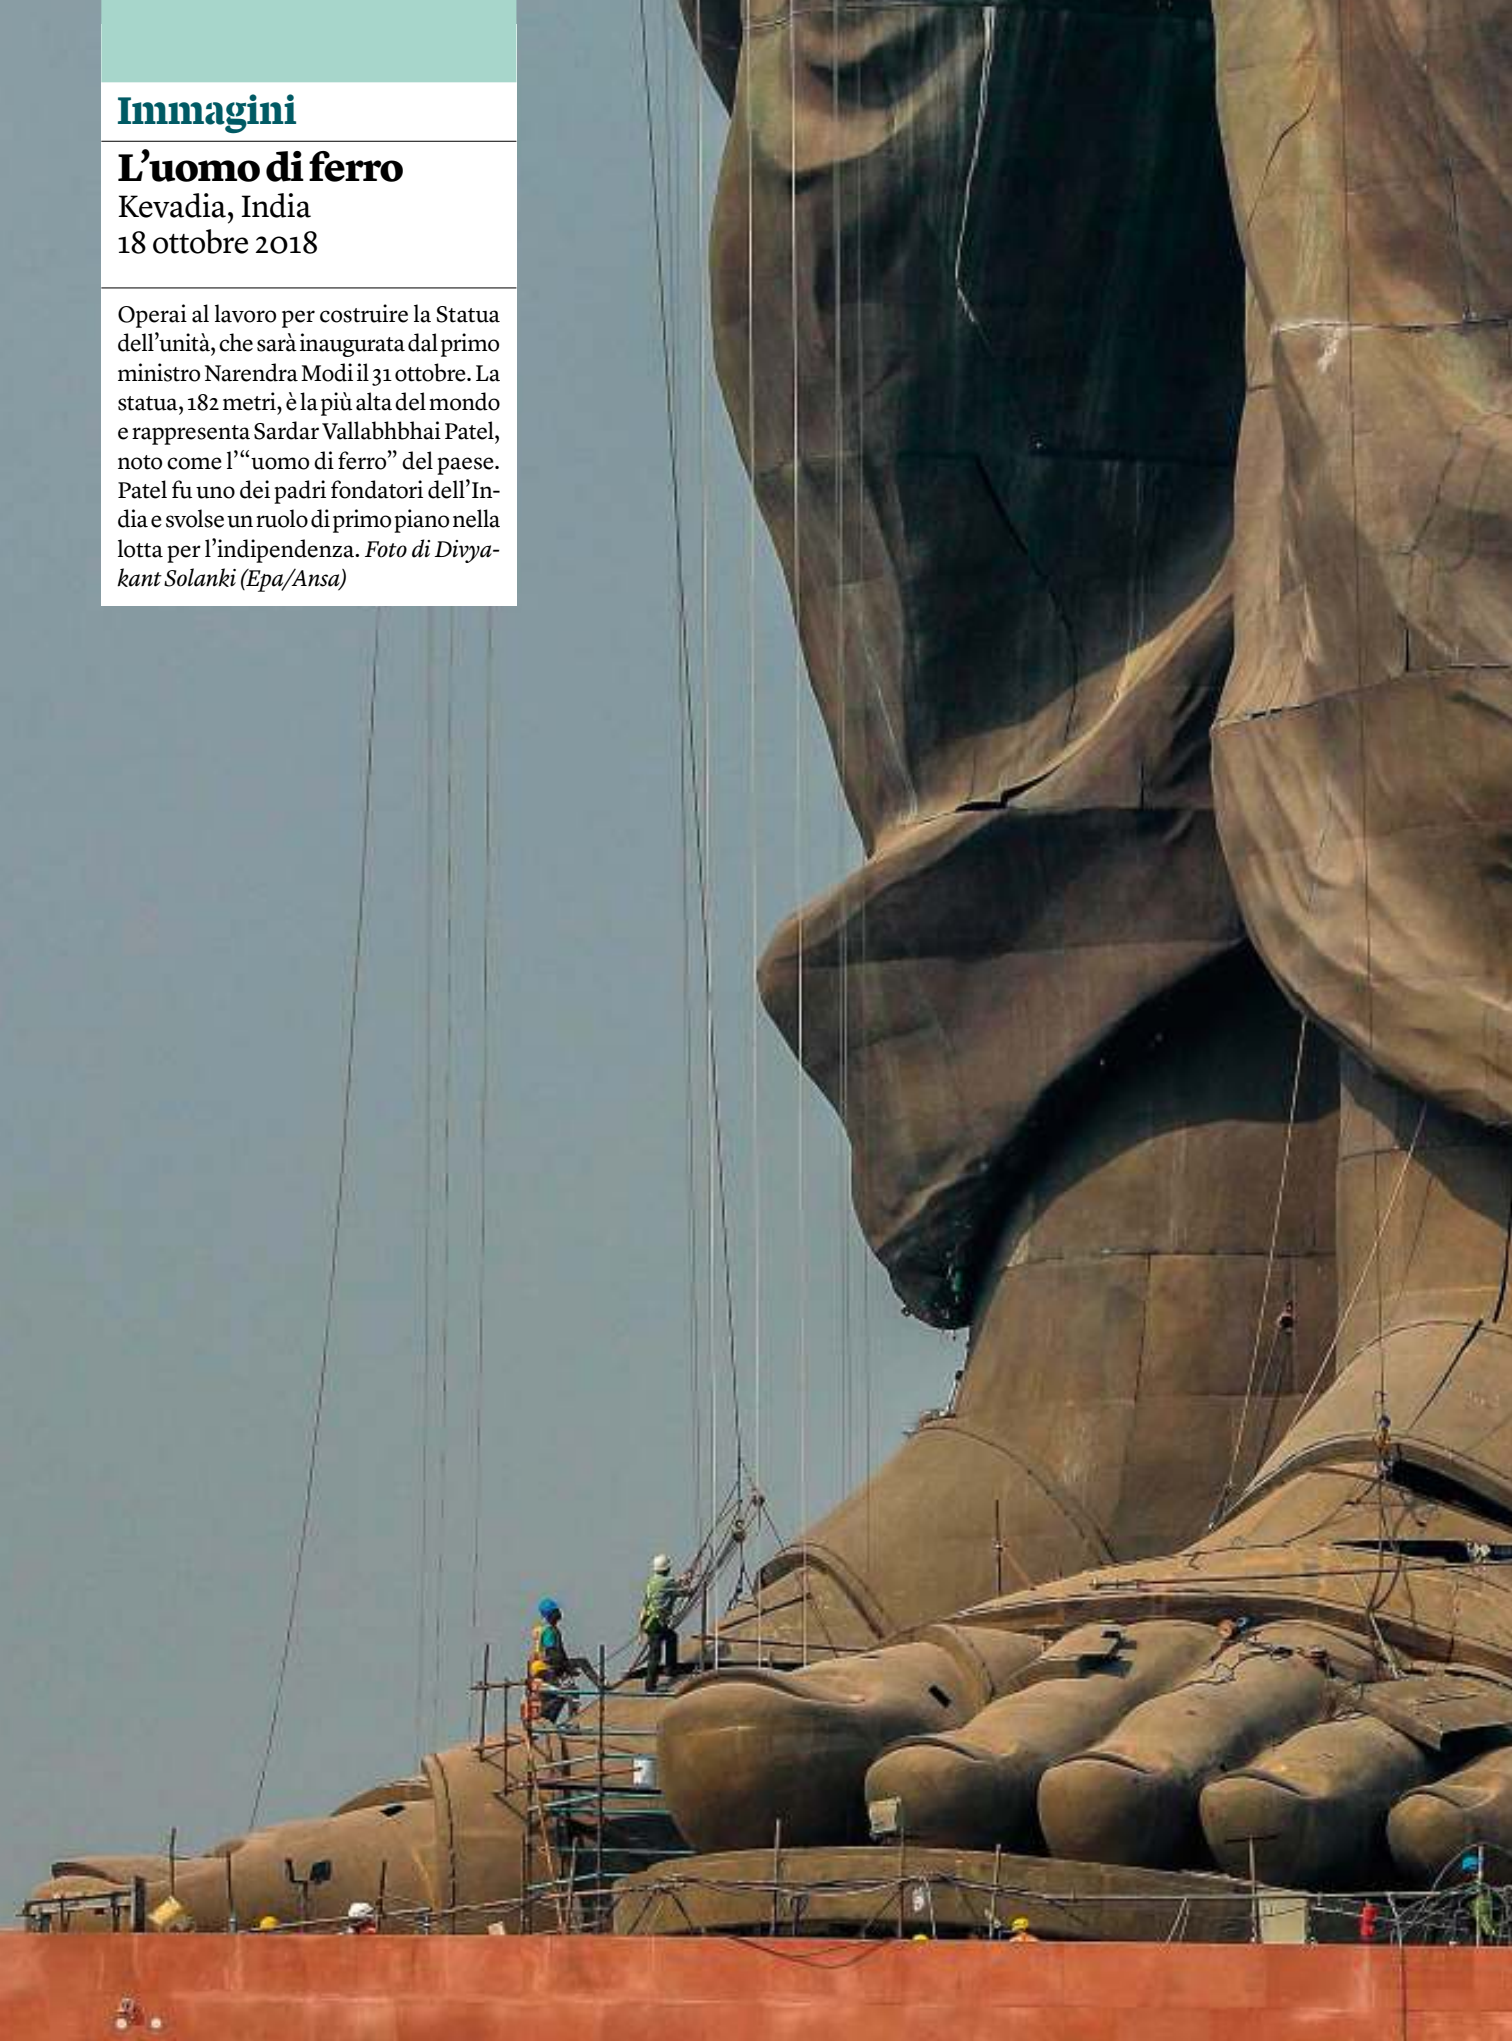 Immagini
L’uomo di ferro
Kevadia, India
18 ottobre 2018
Operai al lavoro per costruire la Statua
dell’unità, che sarà inaugurata dal primo
ministro Narendra Modi il 31 ottobre. La
statua, 182 metri, è la più alta del mondo
e rappresenta Sardar Vallabhbhai Patel,
noto come l’“uomo di ferro” del paese.
Patel fu uno dei padri fondatori dell’In-
dia e svolse un ruolo di primo piano nella
lotta per l’indipendenza. Foto di Divya-
kant Solanki (Epa/Ansa)